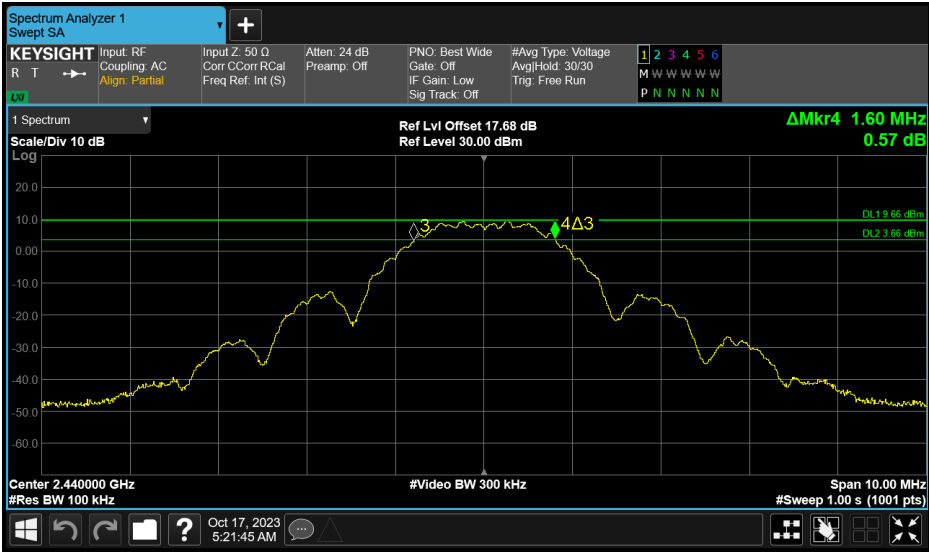 Spectrum Analyzer 1
Swept SA
+
KEYSIGHT
R T
LXI
Input: RF
Coupling: AC
Align: Partial
Input Z: 50 Ω
Corr CCorr RCal
Freq Ref: Int (S)
Atten: 24 dB
Preamp: Off
PNO: Best Wide
Gate: Off
IF Gain: Low
Sig Track: Off
#Avg Type: Voltage
Avg|Hold: 30/30
Trig: Free Run
1 2 3 4 5 6
M W W W W W
P N N N N N
1 Spectrum
Scale/Div 10 dB
Ref Lvl Offset 17.68 dB
Ref Level 30.00 dBm
ΔMkr4 1.60 MHz
0.57 dB
Log
20.0
10.0
0.00
-10.0
-20.0
-30.0
-40.0
-50.0
-60.0
3
4Δ3
DL1 9.66 dBm
DL2 3.66 dBm
Center 2.440000 GHz
#Res BW 100 kHz
#Video BW 300 kHz
Span 10.00 MHz
#Sweep 1.00 s (1001 pts)
?
Oct 17, 2023
5:21:45 AM